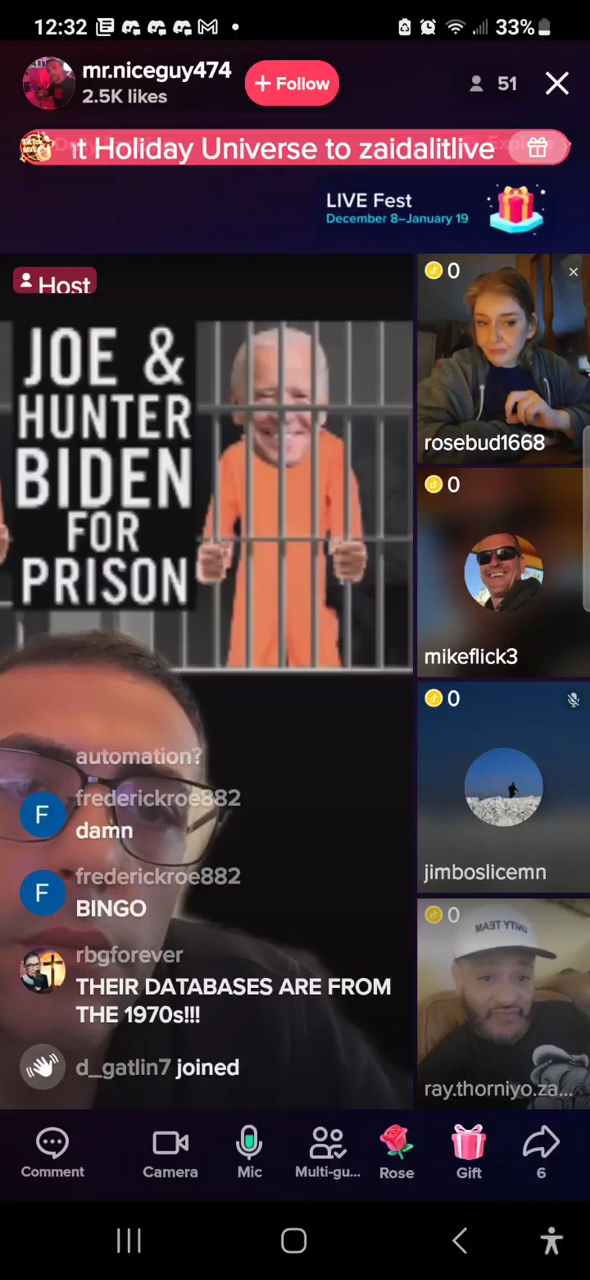 12:32
33%
mr.niceguy474
+ Follow
51
2.5K likes
t Holiday Universe to zaidalitlive
LIVE Fest
December 8–January 19
Host
JOE &
HUNTER
BIDEN
FOR
PRISON
0
rosebud1668
0
mikeflick3
0
jimboslicemn
0
UNITY TEAM
ray.thorniyo.za...
automation?
frederickroe882
damn
frederickroe882
BINGO
rbgforever
THEIR DATABASES ARE FROM
THE 1970s!!!
d_gatlin7 joined
Comment
Camera
Mic
Multi-gu...
Rose
Gift
6